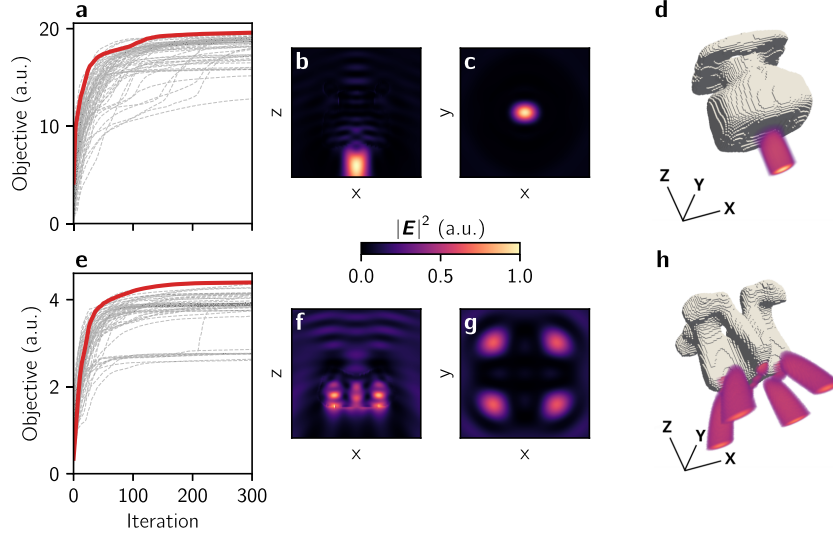 a
20
10
0
Objective (a.u.)
b
z
x
c
y
x
d
Z
Y
X
|E|² (a.u.)
0.0 0.5 1.0
e
4
2
0
Objective (a.u.)
0 100 200 300
Iteration
f
z
x
g
y
x
h
Z
Y
X